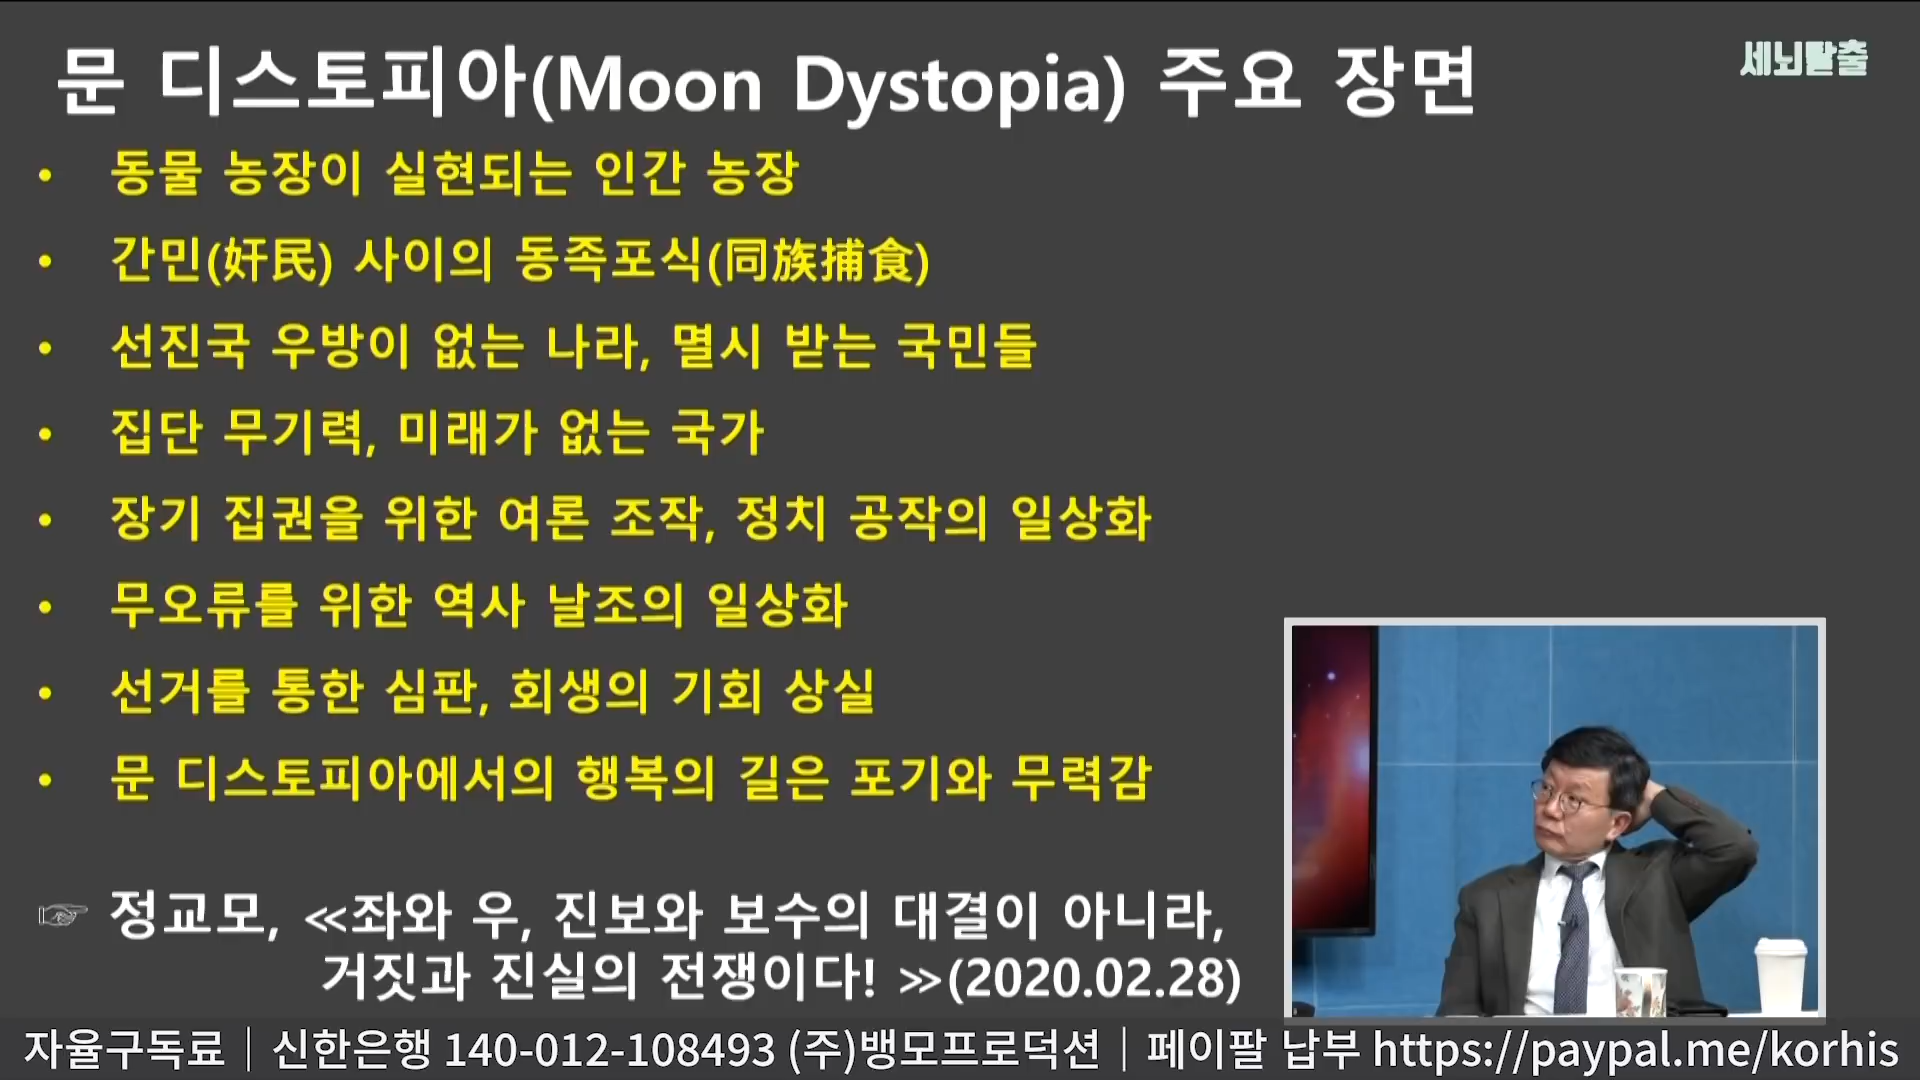 문 디스토피아(Moon Dystopia) 주요 장면
세뇌탈출
• 동물 농장이 실현되는 인간 농장
• 간민(奸民) 사이의 동족포식(同族捕食)
• 선진국 우방이 없는 나라, 멸시 받는 국민들
• 집단 무기력, 미래가 없는 국가
• 장기 집권을 위한 여론 조작, 정치 공작의 일상화
• 무오류를 위한 역사 날조의 일상화
• 선거를 통한 심판, 회생의 기회 상실
• 문 디스토피아에서의 행복의 길은 포기와 무력감
☞ 정교모, ≪좌와 우, 진보와 보수의 대결이 아니라,
거짓과 진실의 전쟁이다! ≫(2020.02.28)
자율구독료│신한은행 140-012-108493 (주)뱅모프로덕션│페이팔 납부 https://paypal.me/korhis